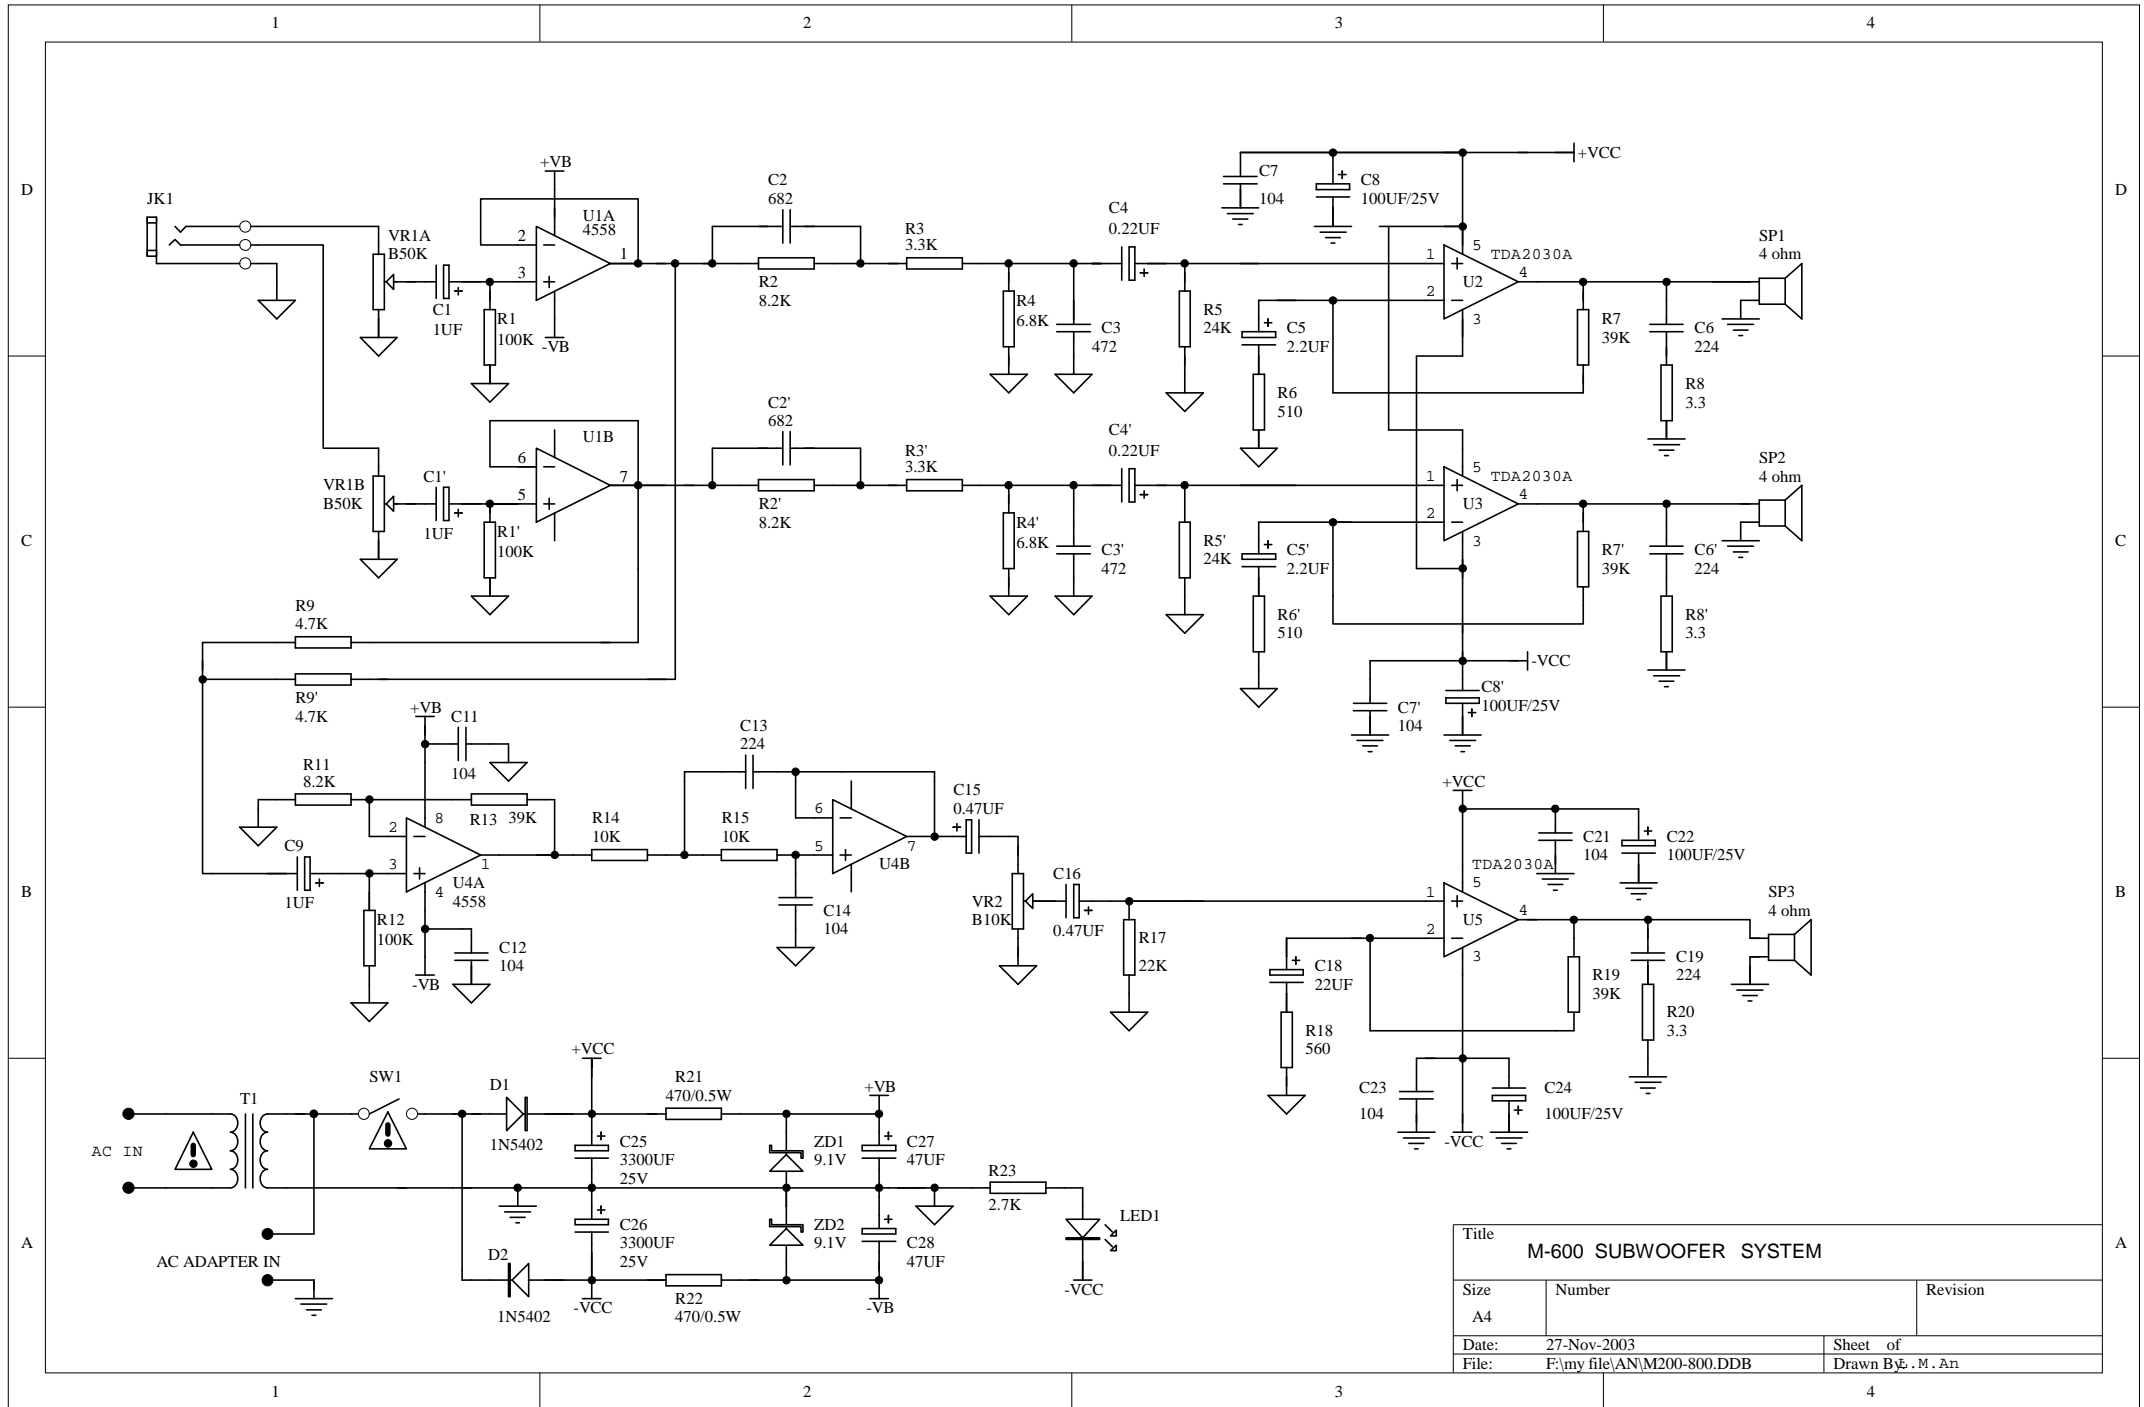 1 2 3 4
D D
C C
B B
A A
JK1
VR1A
B50K
C1
1UF
R1
100K
+VB
U1A
4558
2
3
1
-VB
C2
682
R2
8.2K
R3
3.3K
R4
6.8K
C3
472
C4
0.22UF
R5
24K
C5
2.2UF
R6
510
C7
104
C8
100UF/25V
+VCC
TDA2030A
U2
1
2
5
4
3
R7
39K
C6
224
R8
3.3
SP1
4 ohm
VR1B
B50K
C1'
1UF
R1'
100K
U1B
6
5
7
C2'
682
R2'
8.2K
R3'
3.3K
R4'
6.8K
C3'
472
C4'
0.22UF
R5'
24K
C5'
2.2UF
R6'
510
TDA2030A
U3
1
2
5
4
3
R7'
39K
C6'
224
R8'
3.3
SP2
4 ohm
-VCC
C7'
104
C8'
100UF/25V
R9
4.7K
R9'
4.7K
+VB
C11
104
R11
8.2K
R13 39K
C9
1UF
R12
100K
2
3
8
1
4
U4A
4558
-VB
C12
104
R14
10K
R15
10K
C13
224
C14
104
6
5
7
U4B
C15
0.47UF
VR2
B10K
C16
0.47UF
R17
22K
C18
22UF
R18
560
+VCC
C21
104
C22
100UF/25V
TDA2030A
U5
1
2
5
4
3
R19
39K
C19
224
R20
3.3
SP3
4 ohm
C23
104
C24
100UF/25V
-VCC
AC IN
T1
SW1
AC ADAPTER IN
D1
1N5402
D2
1N5402
+VCC
C25
3300UF
25V
C26
3300UF
25V
-VCC
R21
470/0.5W
R22
470/0.5W
ZD1
9.1V
ZD2
9.1V
+VB
C27
47UF
C28
47UF
-VB
R23
2.7K
LED1
-VCC
Title
M-600 SUBWOOFER SYSTEM
Size Number Revision
A4
Date: 27-Nov-2003 Sheet of
File: F:\my file\AN\M200-800.DDB Drawn By: L.M.An
1 2 3 4